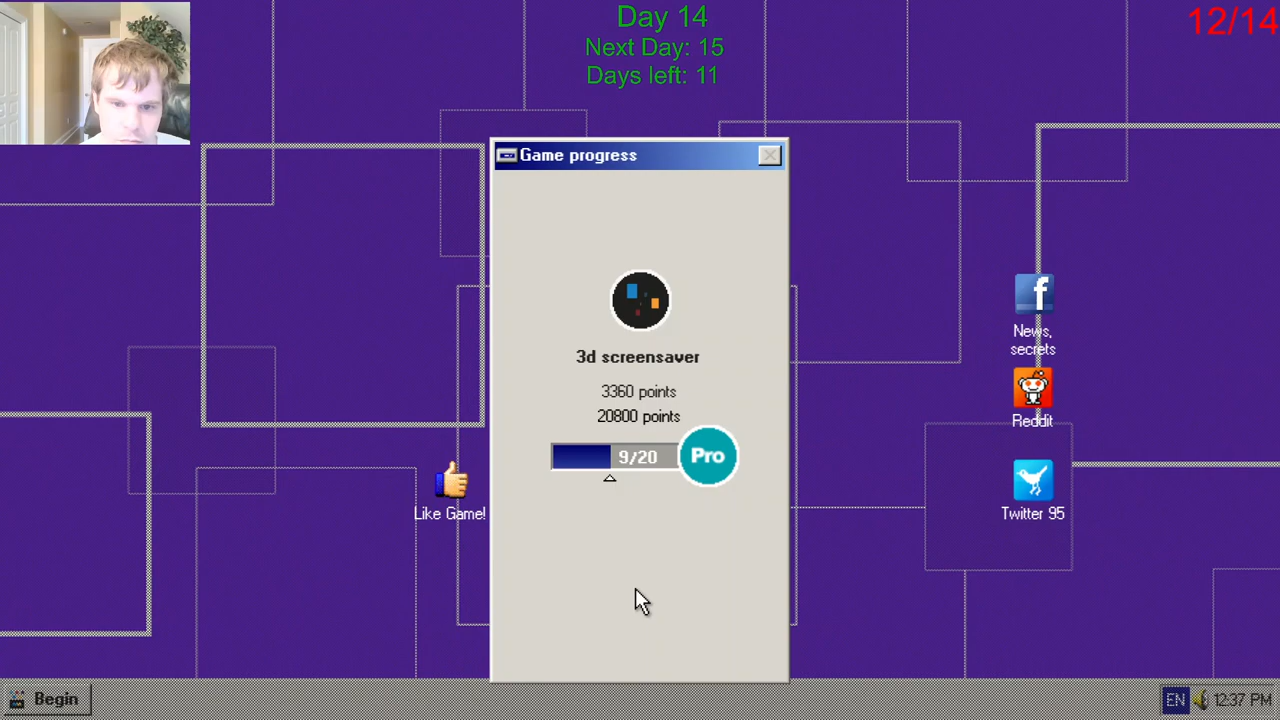 Day 14
Next Day: 15
Days left: 11
12/14
Game progress
3d screensaver
3360 points
20800 points
9/20
Pro
News,
secrets
Reddit
Like Game!
Twitter 95
Begin
EN
12:37 PM